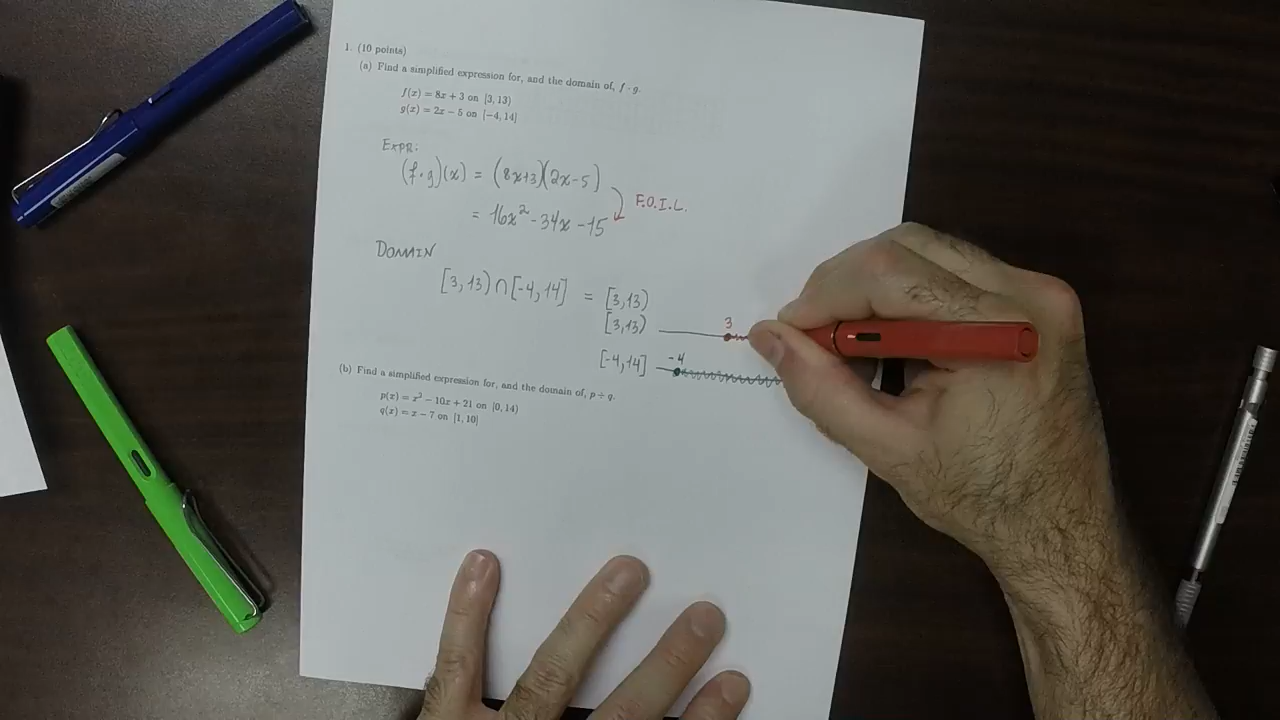 1. (10 points)
(a) Find a simplified expression for, and the domain of, f · g.
f(x) = 8x + 3 on [3, 13)
g(x) = 2x − 5 on [−4, 14]
EXPR:
(f·g)(x) = (8x+3)(2x-5)
F.O.I.L.
= 16x² - 34x - 15
DOMAIN
[3,13) ∩ [-4,14] = [3,13)
[3,13) 3
[-4,14] -4
(b) Find a simplified expression for, and the domain of, p ÷ q.
p(x) = x² − 10x + 21 on [0, 14)
q(x) = x − 7 on [1, 10]